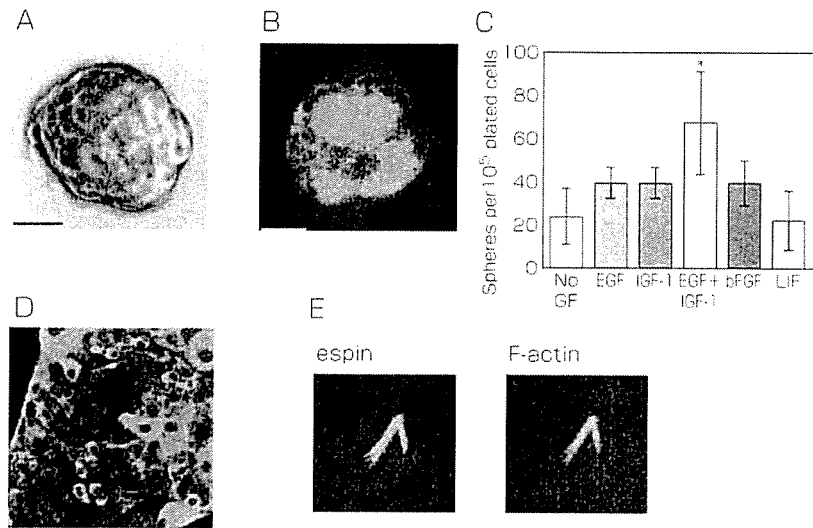 A
B
C
Spheres per 10⁵ plated cells
100
80
60
40
20
0
*
No GF
EGF
IGF-1
EGF+ IGF-1
bFGF
LIF
D
E
espin
F-actin